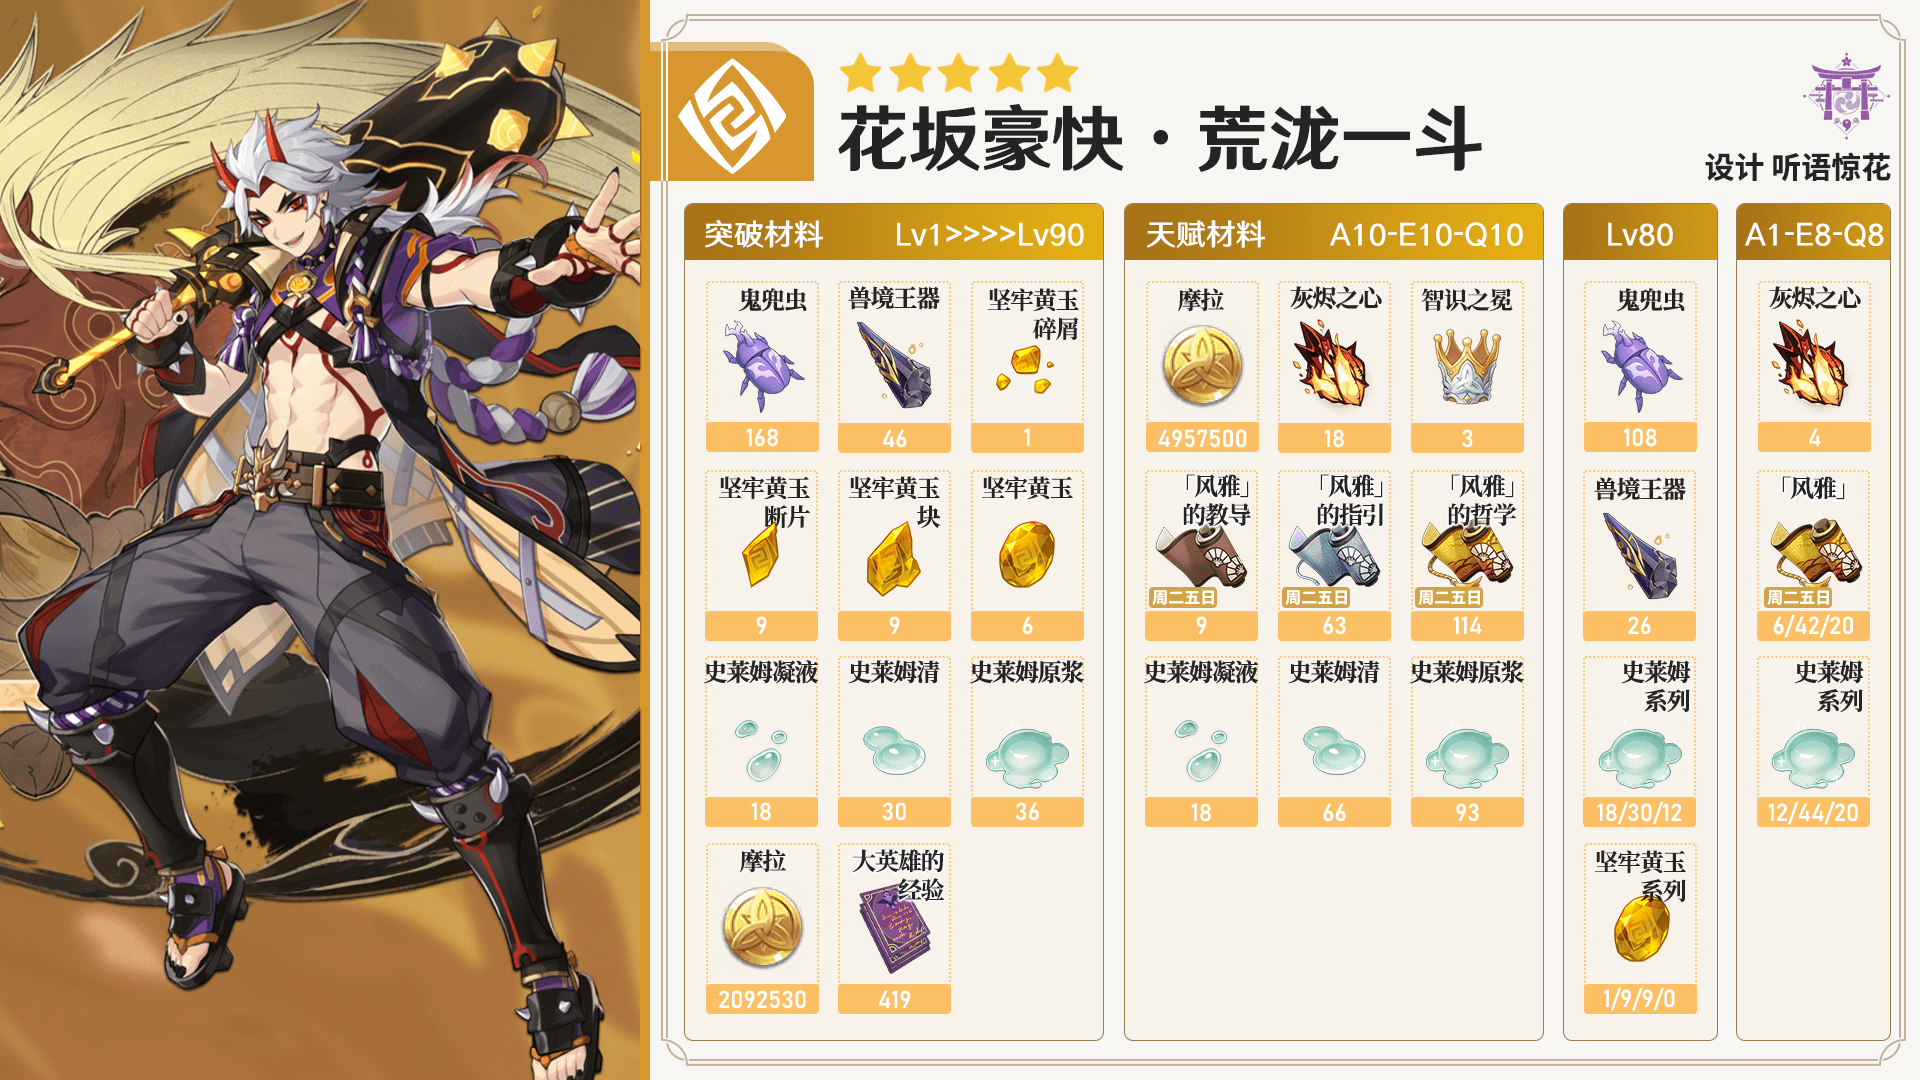 花坂豪快·荒泷一斗
设计 听语惊花
突破材料 Lv1>>>>Lv90
鬼兜虫 兽境王器 坚牢黄玉
碎屑
168 46 1
坚牢黄玉 坚牢黄玉 坚牢黄玉
断片 块
9 9 6
史莱姆凝液 史莱姆清 史莱姆原浆
18 30 36
摩拉 大英雄的
经验
2092530 419
天赋材料 A10-E10-Q10
摩拉 灰烬之心 智识之冕
4957500 18 3
「风雅」 「风雅」 「风雅」
的教导 的指引 的哲学
周二五日 周二五日 周二五日
9 63 114
史莱姆凝液 史莱姆清 史莱姆原浆
18 66 93
Lv80
鬼兜虫
108
兽境王器
26
史莱姆
系列
18/30/12
坚牢黄玉
系列
1/9/9/0
A1-E8-Q8
灰烬之心
4
「风雅」
周二五日
6/42/20
史莱姆
系列
12/44/20